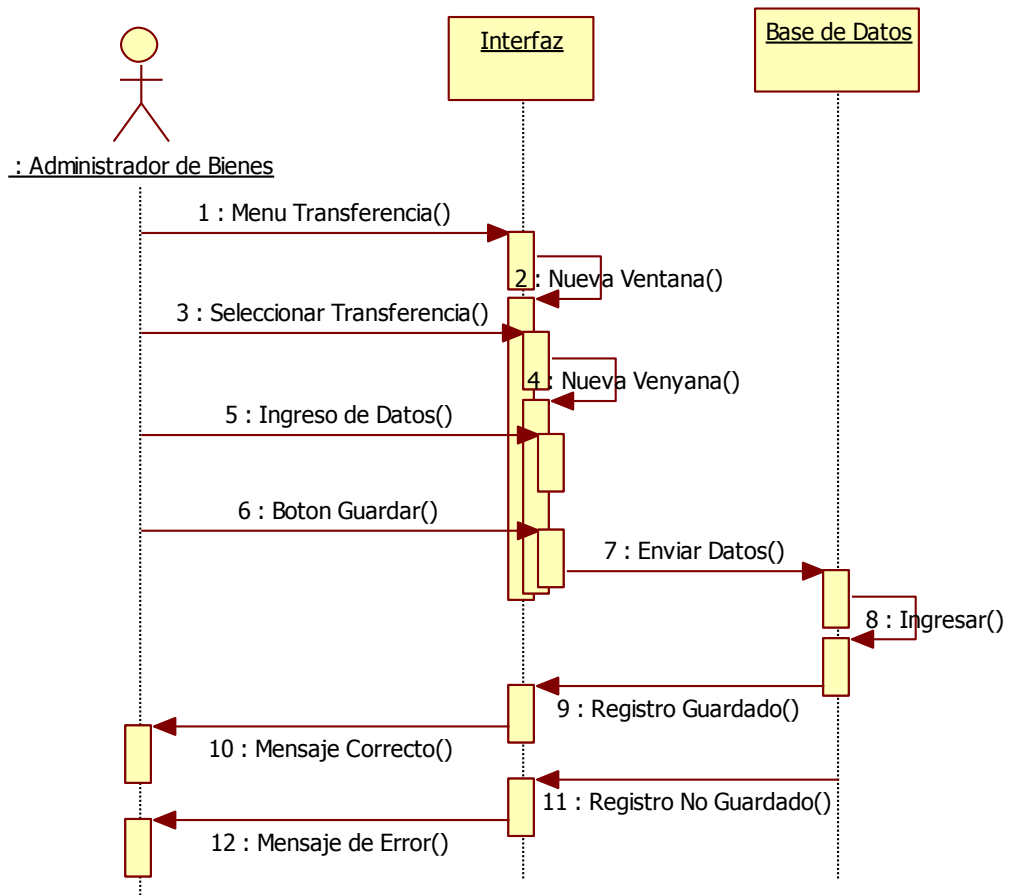 Interfaz
Base de Datos
: Administrador de Bienes
1 : Menu Transferencia()
2 : Nueva Ventana()
3 : Seleccionar Transferencia()
4 : Nueva Venyana()
5 : Ingreso de Datos()
6 : Boton Guardar()
7 : Enviar Datos()
8 : Ingresar()
9 : Registro Guardado()
10 : Mensaje Correcto()
11 : Registro No Guardado()
12 : Mensaje de Error()